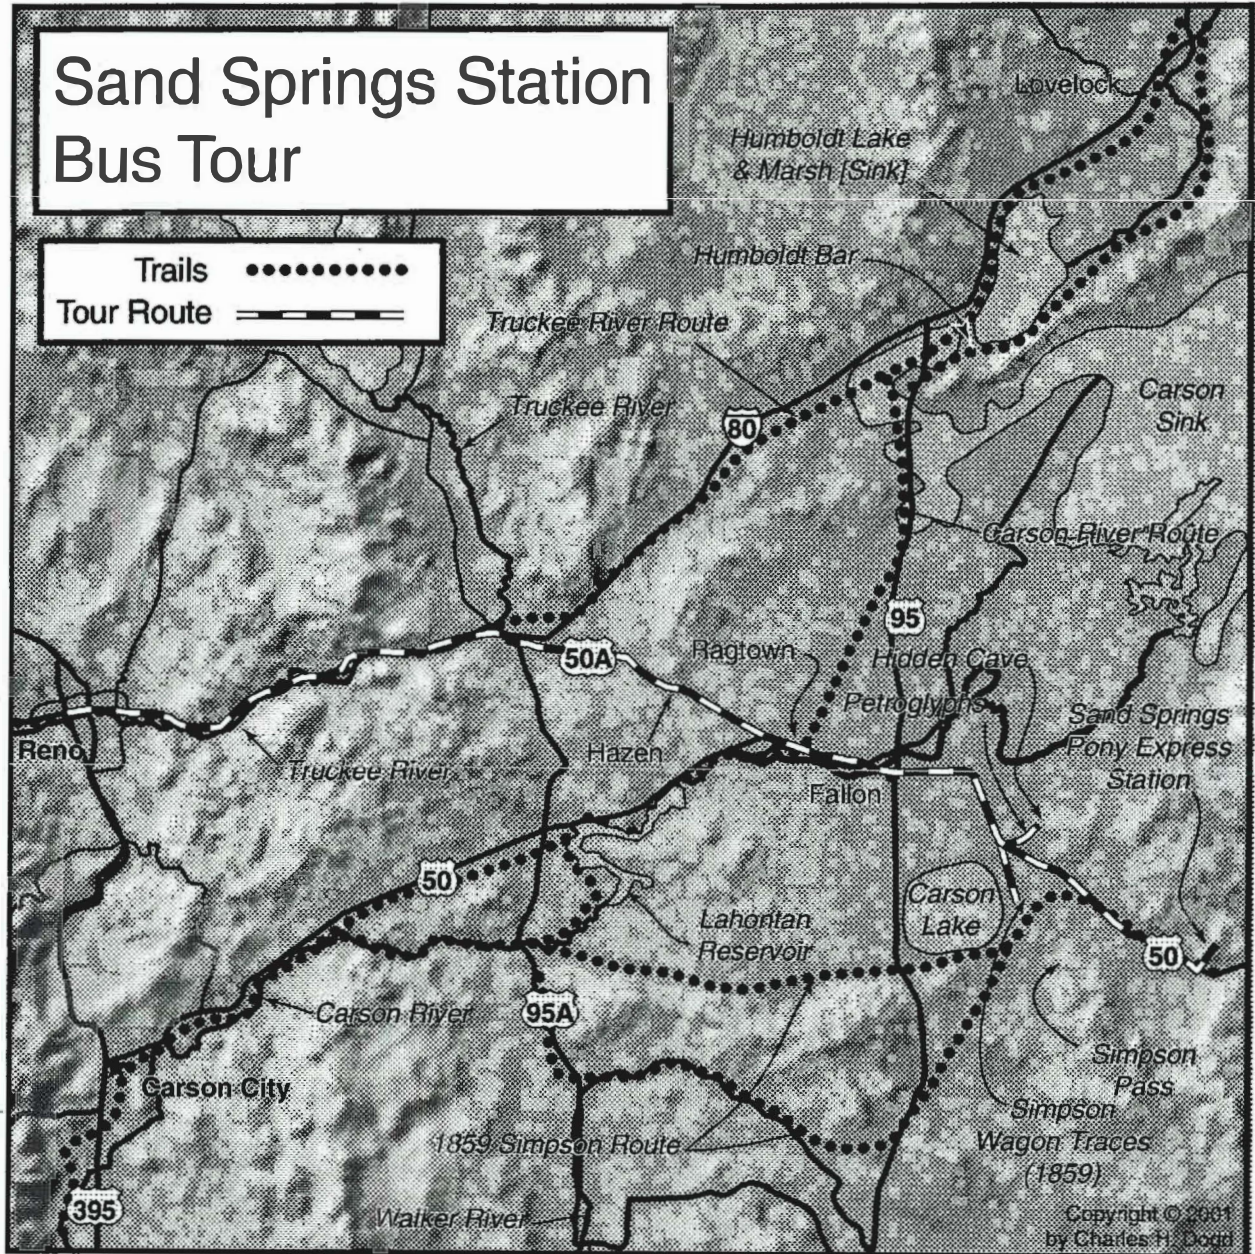 Sand Springs Station
Bus Tour
Trails
Tour Route
Lovelock
Humboldt Lake
& Marsh [Sink]
Humboldt Bar
Truckee River Route
Truckee River
Carson
Sink
80
Carson River Route
95
50A
Ragtown
Hidden Cave
Petroglyphs
Sand Springs
Pony Express
Station
Reno
Hazen
Truckee River
Fallon
50
Carson
Lake
Lahontan
Reservoir
50
Carson River
95A
Simpson
Pass
Carson City
Simpson
Wagon Traces
(1859)
1859 Simpson Route
395
Walker River
Copyright © 2001
by Charles H. Dodd